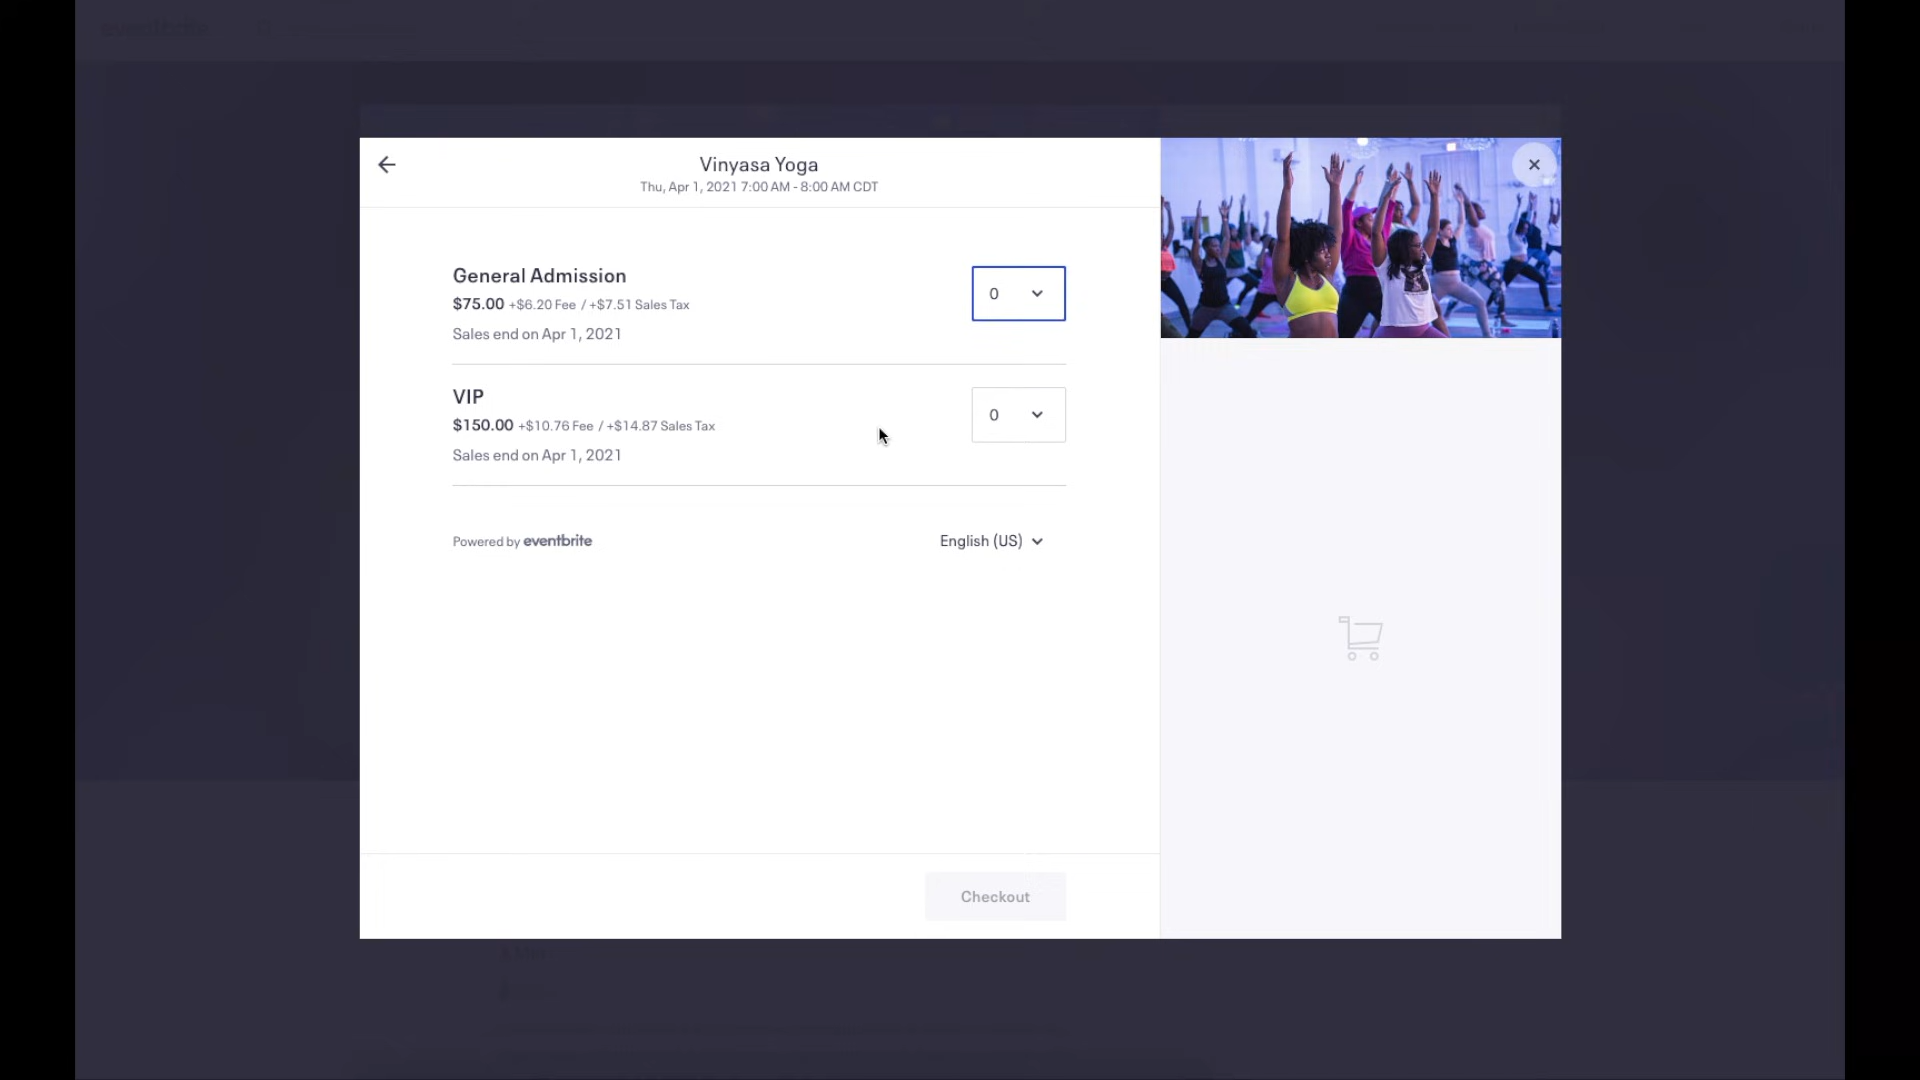 Vinyasa Yoga
Thu, Apr 1, 2021 7:00 AM - 8:00 AM CDT
General Admission
$75.00 +$6.20 Fee / +$7.51 Sales Tax
Sales end on Apr 1, 2021
0
VIP
$150.00 +$10.76 Fee / +$14.87 Sales Tax
Sales end on Apr 1, 2021
0
Powered by eventbrite
English (US)
Checkout